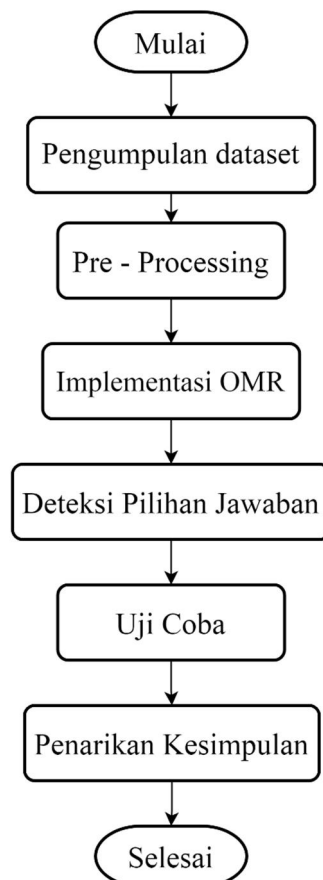 Mulai
Pengumpulan dataset
Pre - Processing
Implementasi OMR
Deteksi Pilihan Jawaban
Uji Coba
Penarikan Kesimpulan
Selesai